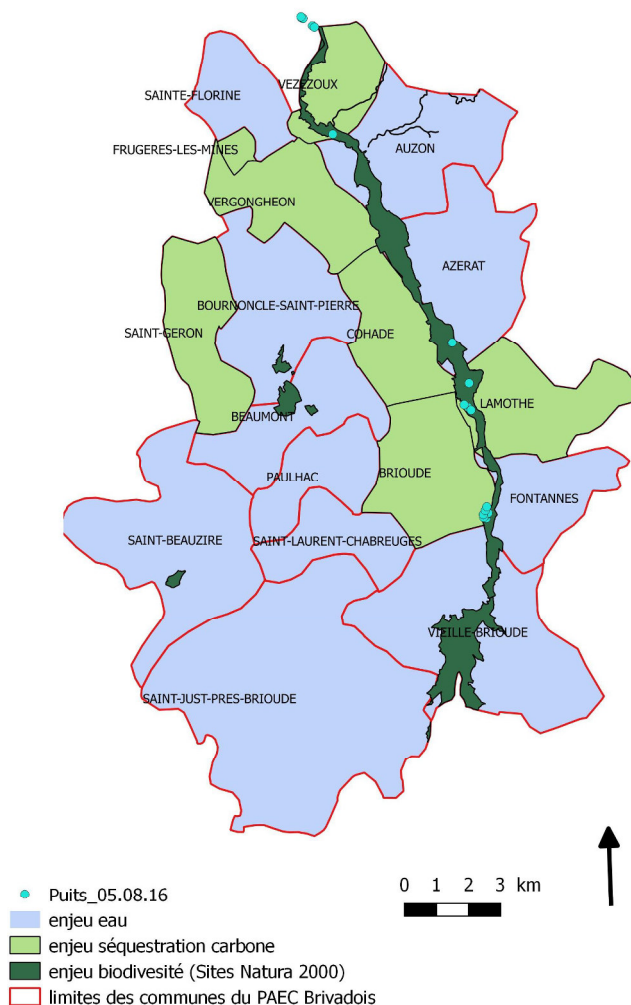 VEZEZOUX
SAINTE-FLORINE
AUZON
FRUGERES-LES-MINES
VERGONGHEON
AZERAT
BOURNONCLE-SAINT-PIERRE
SAINT-GERON
COHADE
LAMOTHE
BEAUMONT
PAULHAC
BRIOUDE
FONTANNES
SAINT-BEAUZIRE
SAINT-LAURENT-CHABREUGES
VIEILLE-BRIOUDE
SAINT-JUST-PRES-BRIOUDE
0 1 2 3 km
Puits_05.08.16
enjeu eau
enjeu séquestration carbone
enjeu biodivesité (Sites Natura 2000)
limites des communes du PAEC Brivadois